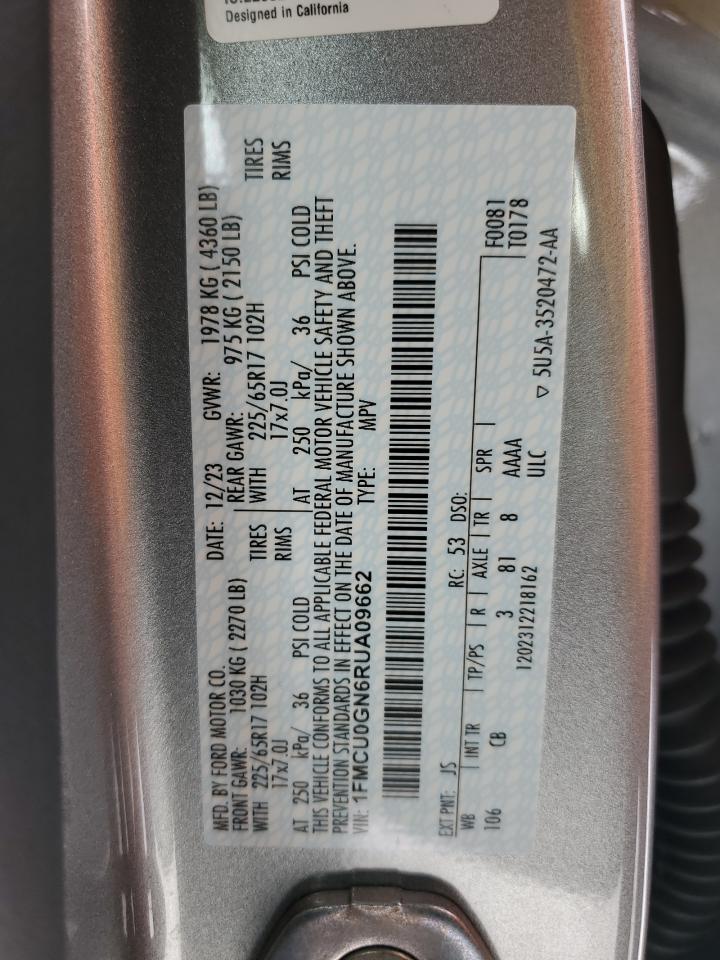 Designed in California
MFD. BY FORD MOTOR CO.
DATE: 12/23 GVWR: 1978 KG ( 4360 LB)
FRONT GAWR: 1030 KG ( 2270 LB) REAR GAWR: 975 KG ( 2150 LB)
WITH 225/65R17 102H TIRES WITH 225/65R17 102H TIRES
17x7.0J RIMS 17x7.0J RIMS
AT 250 kPa/ 36 PSI COLD AT 250 kPa/ 36 PSI COLD
THIS VEHICLE CONFORMS TO ALL APPLICABLE FEDERAL MOTOR VEHICLE SAFETY AND THEFT
PREVENTION STANDARDS IN EFFECT ON THE DATE OF MANUFACTURE SHOWN ABOVE.
VIN: 1FMCU0GN6RUA09662 TYPE: MPV
EXT PNT: JS RC: 53 DSO: F0081
WB INT TR TP/PS R AXLE TR SPR T0178
106 CB 3 81 8 AAAA
1202312218162 ULC ▽ 5U5A-3520472-AA